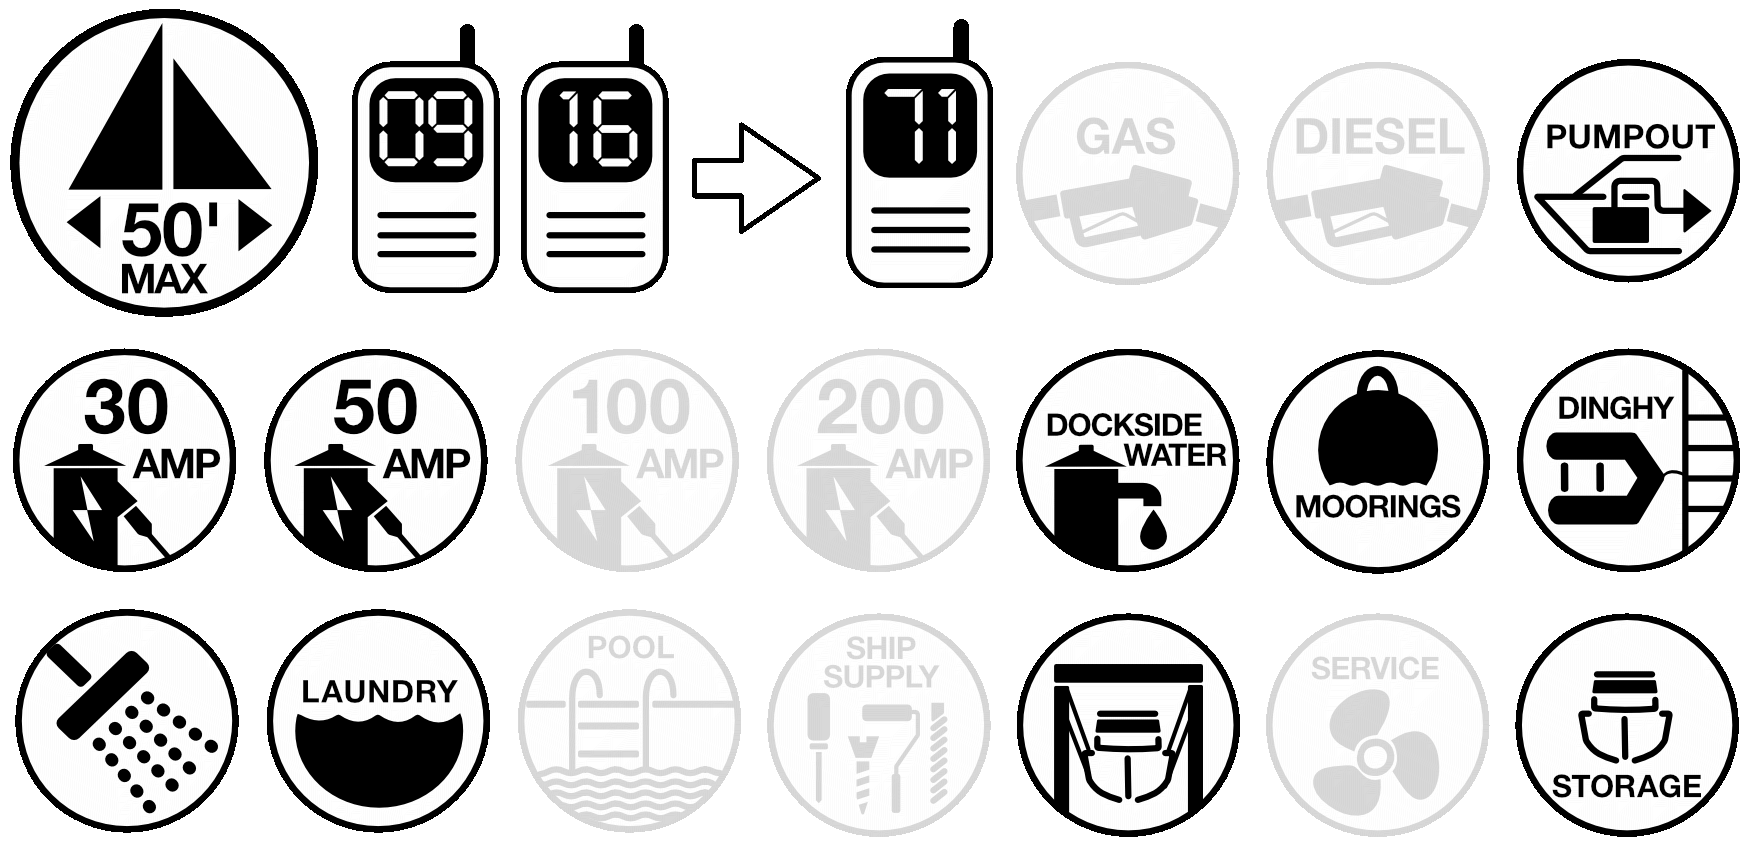 50'
MAX
09
16
71
GAS
DIESEL
PUMPOUT
30
AMP
50
AMP
100
AMP
200
AMP
DOCKSIDE
WATER
MOORINGS
DINGHY
LAUNDRY
POOL
SHIP
SUPPLY
SERVICE
STORAGE